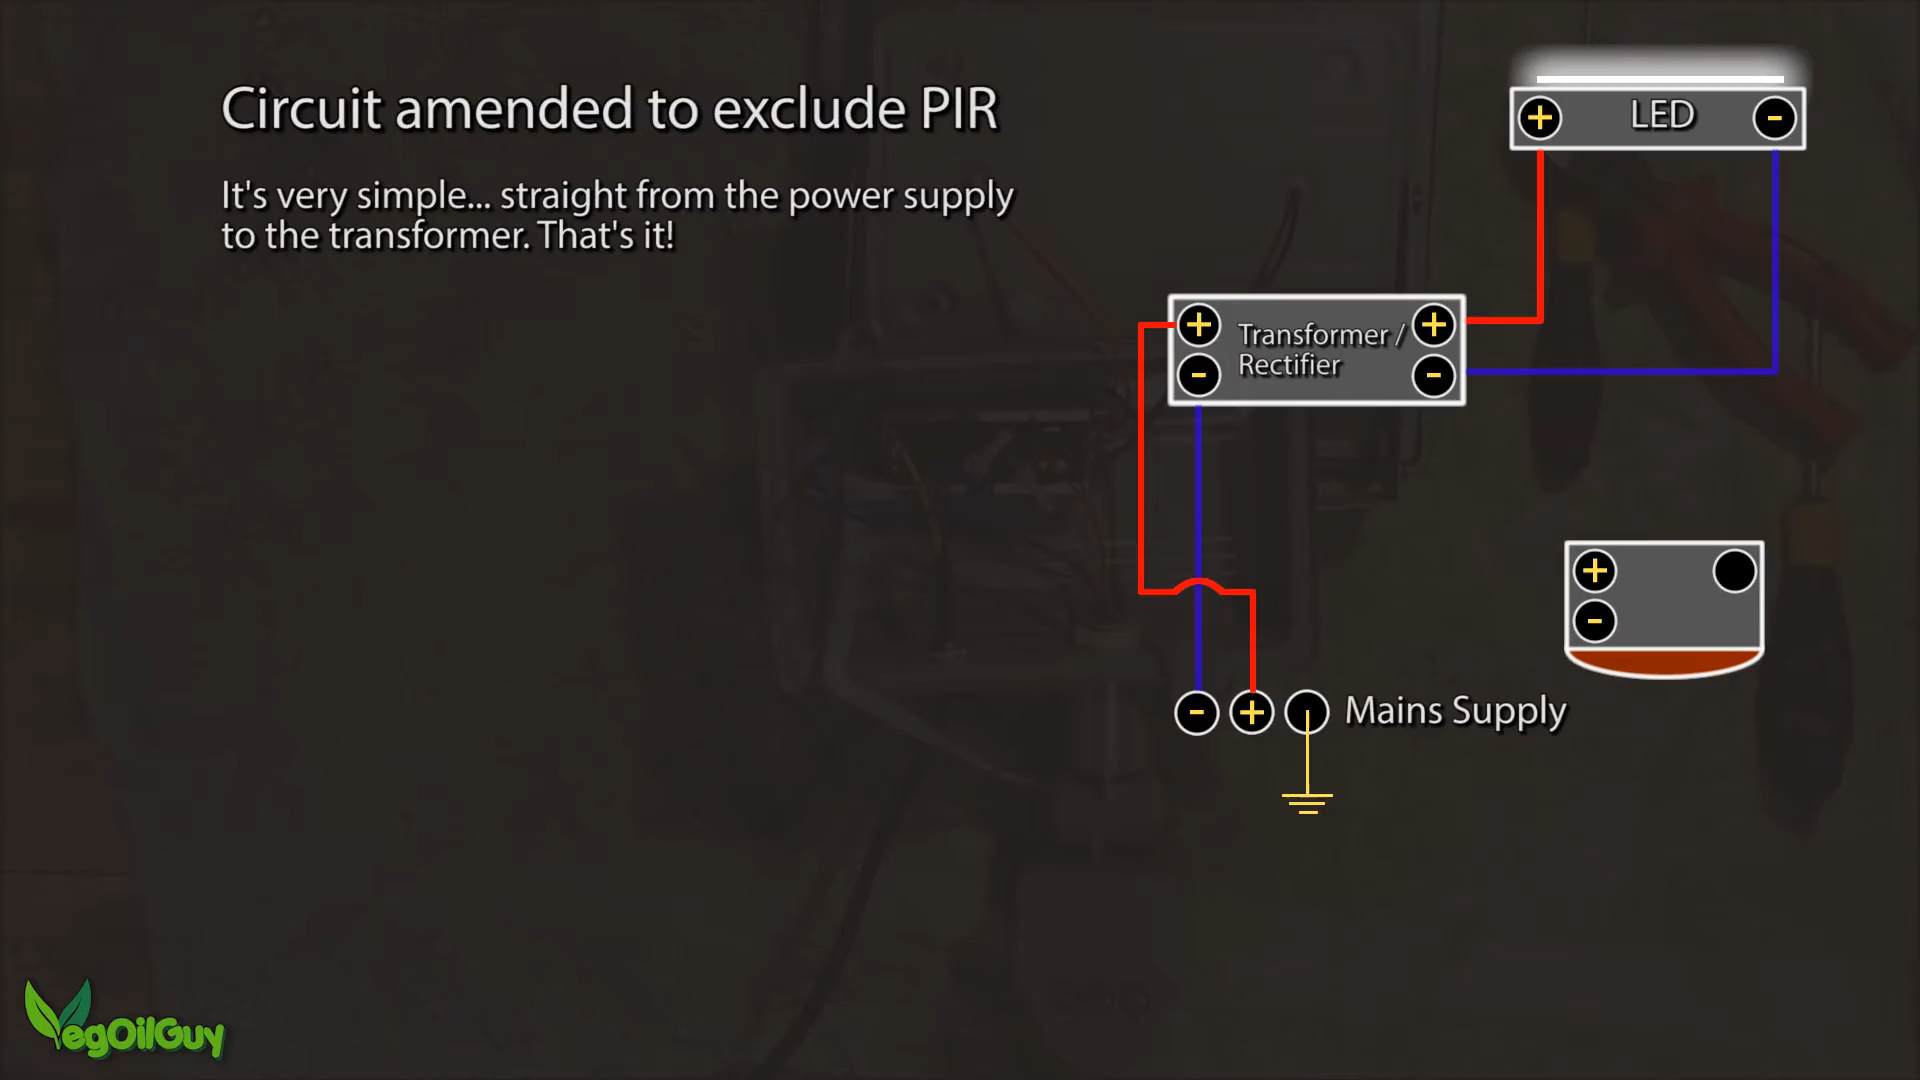 Circuit amended to exclude PIR
It's very simple... straight from the power supply
to the transformer. That's it!
+ LED -
+ Transformer / +
- Rectifier -
+
-
- + Mains Supply
VegOilGuy